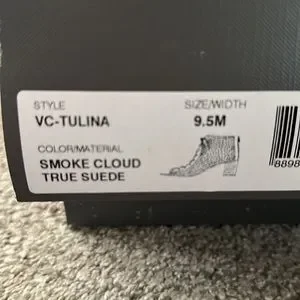 STYLE
VC-TULINA
SIZE/WIDTH
9.5M
COLOR/MATERIAL
SMOKE CLOUD
TRUE SUEDE
8898